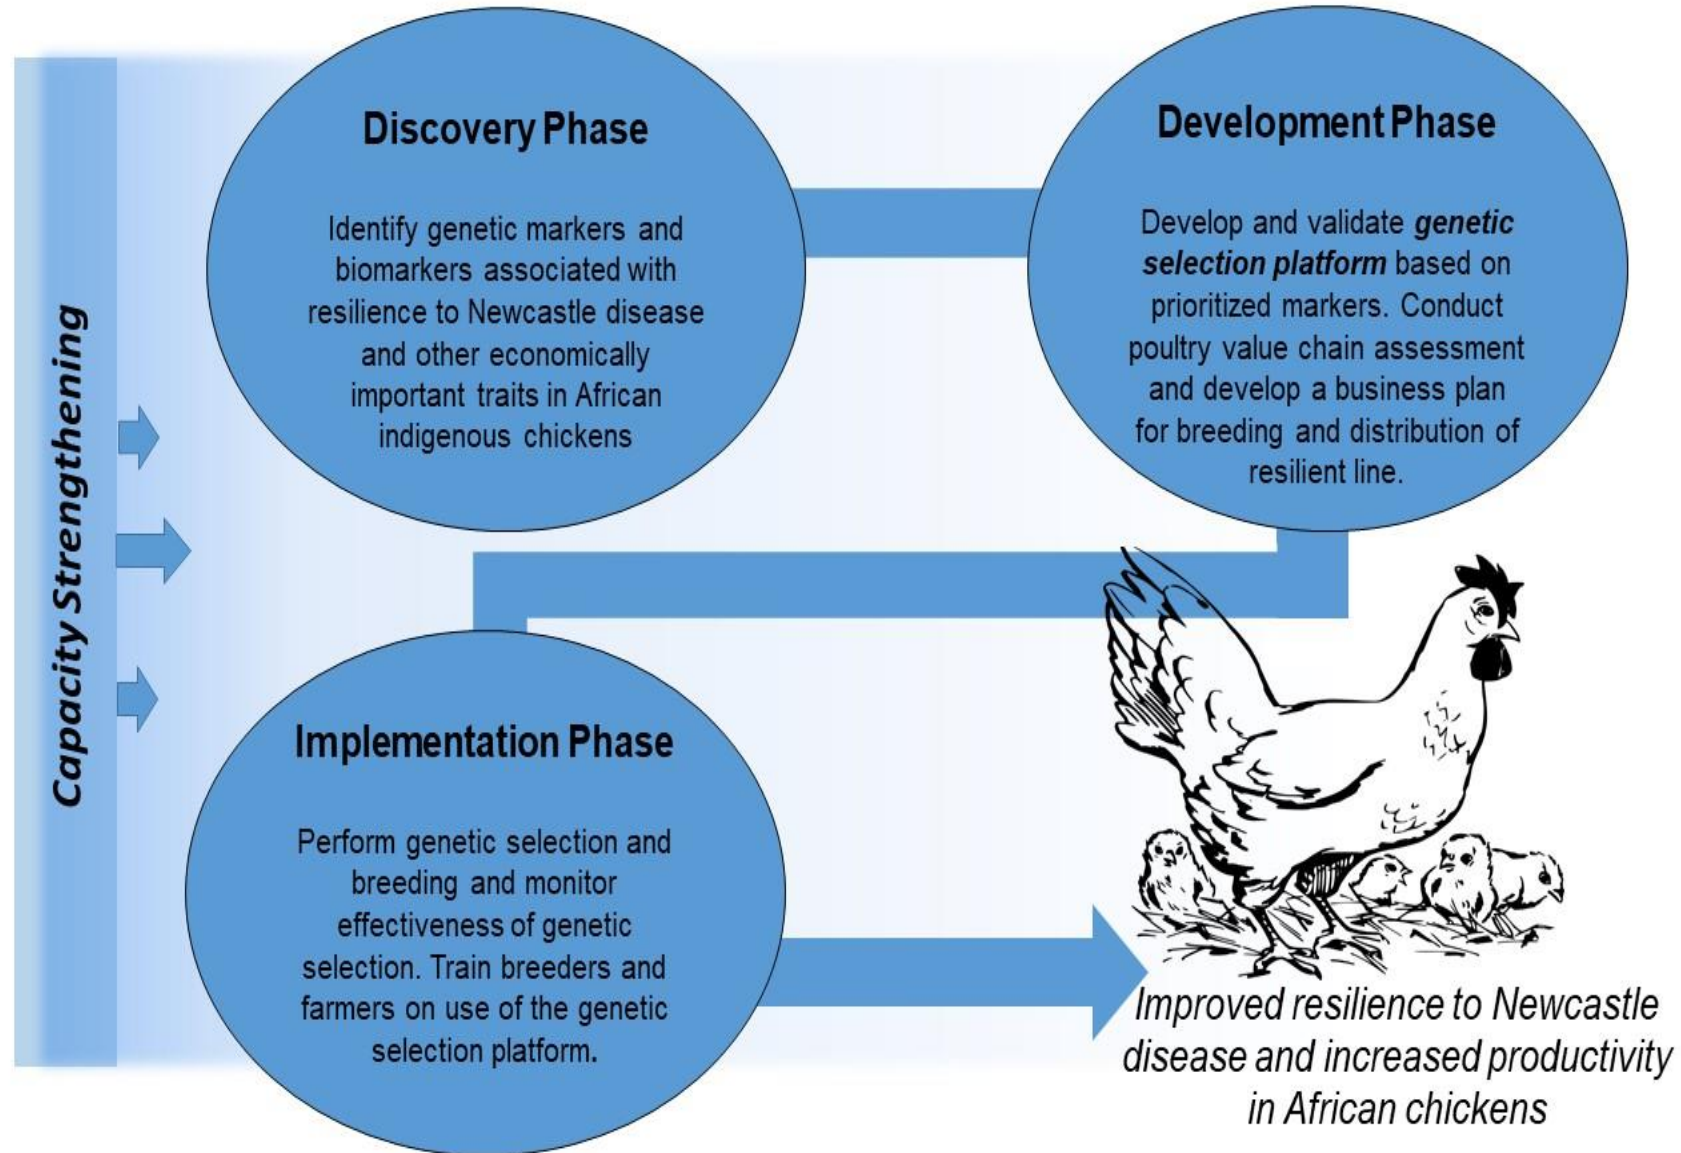 Capacity Strengthening
Discovery Phase
Identify genetic markers and
biomarkers associated with
resilience to Newcastle disease
and other economically
important traits in African
indigenous chickens
Development Phase
Develop and validate genetic
selection platform based on
prioritized markers. Conduct
poultry value chain assessment
and develop a business plan
for breeding and distribution of
resilient line.
Implementation Phase
Perform genetic selection and
breeding and monitor
effectiveness of genetic
selection. Train breeders and
farmers on use of the genetic
selection platform.
Improved resilience to Newcastle
disease and increased productivity
in African chickens